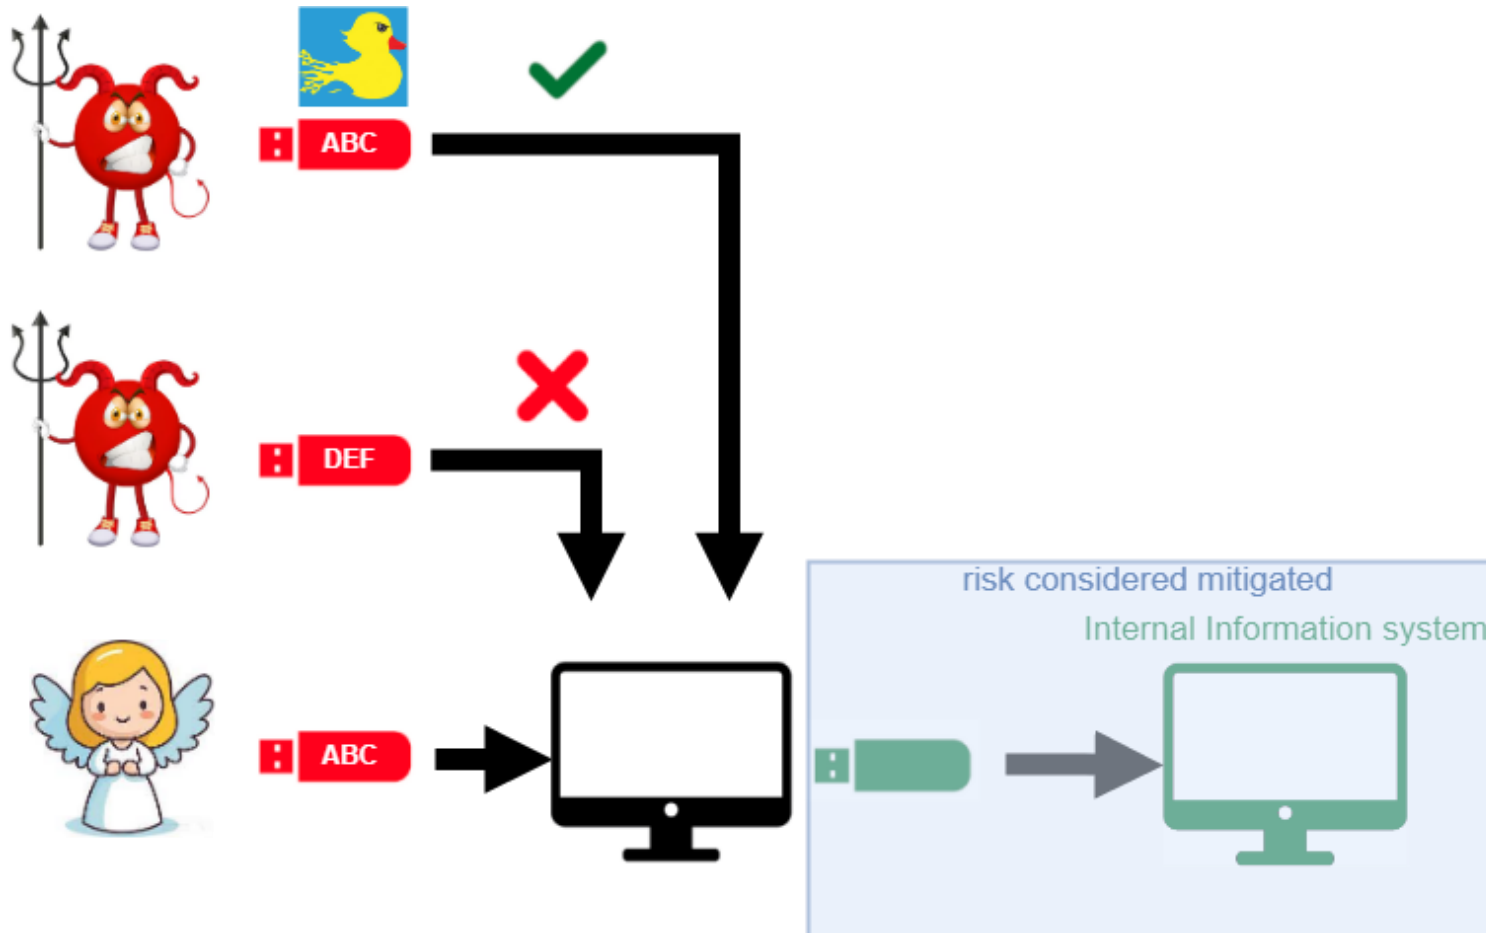 ABC
DEF
risk considered mitigated
Internal Information system
ABC